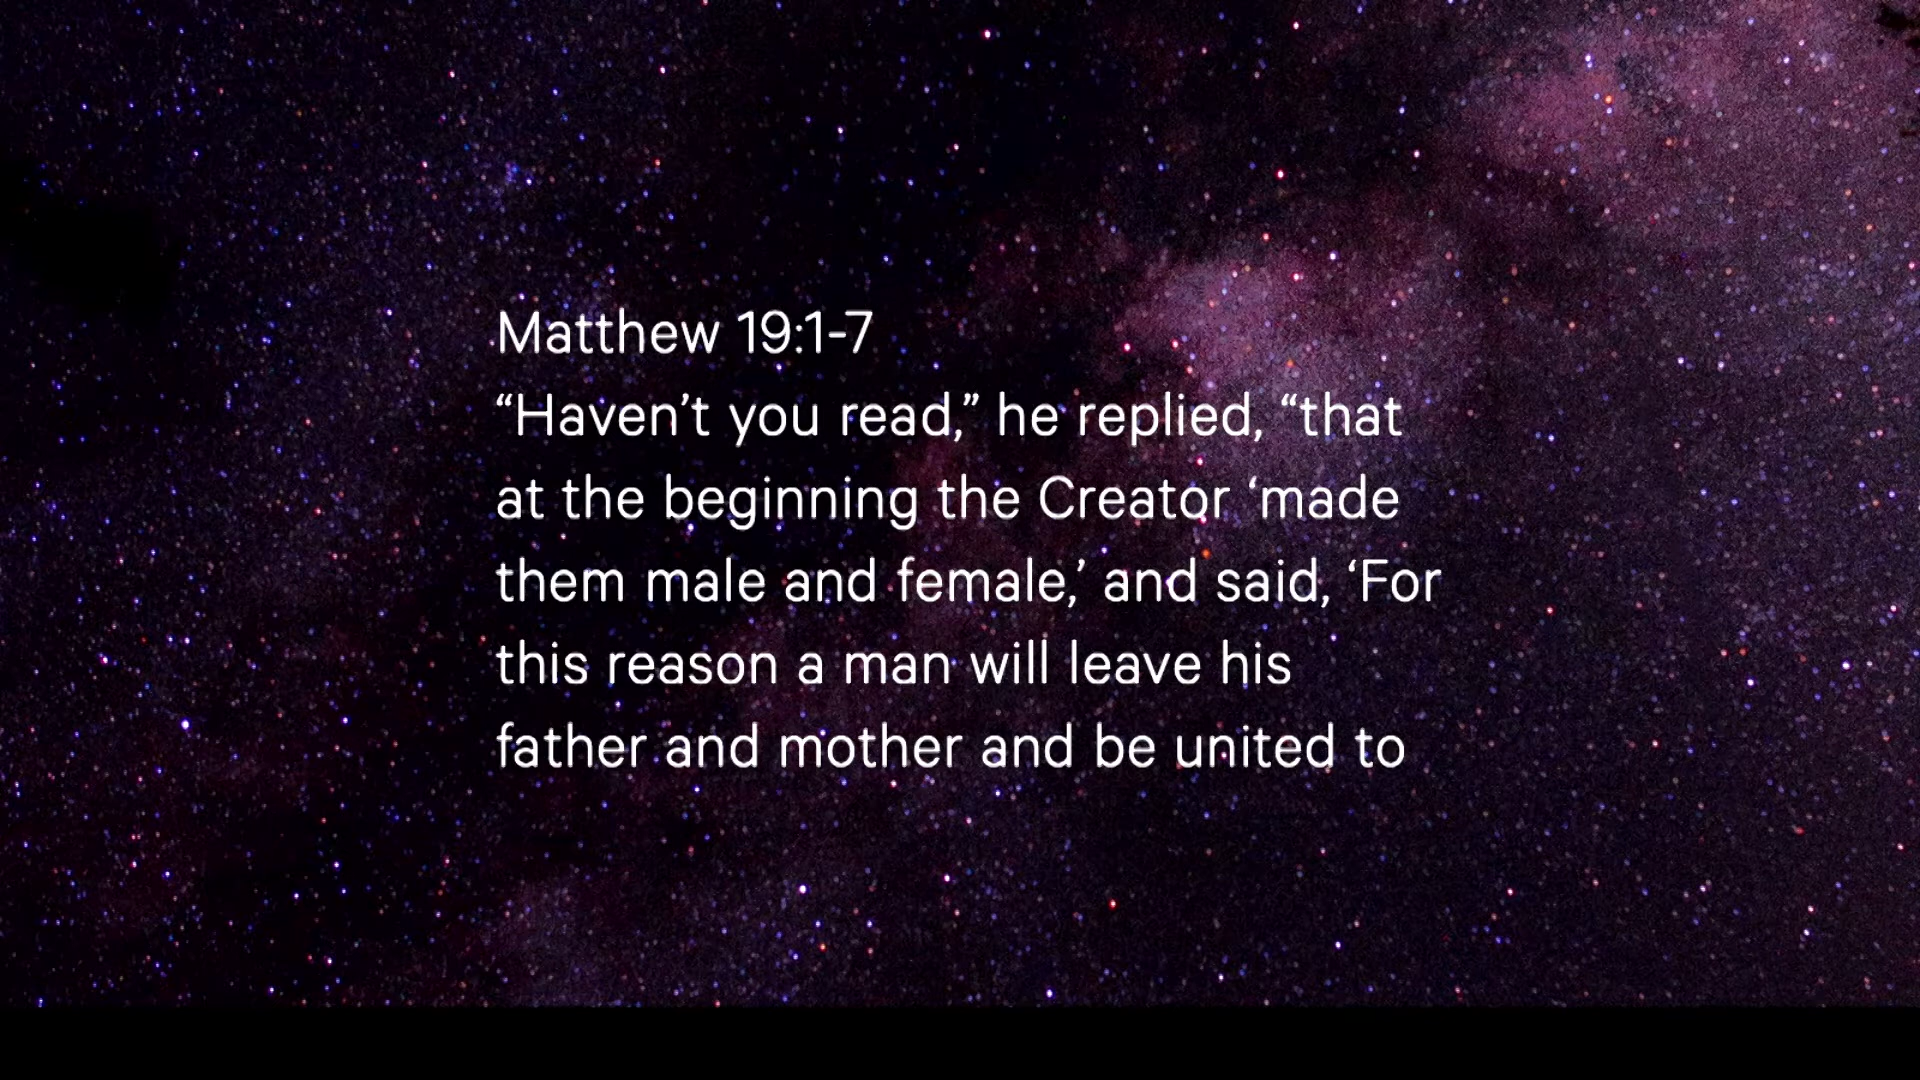 Matthew 19:1-7
“Haven’t you read,” he replied, “that
at the beginning the Creator ‘made
them male and female,’ and said, ‘For
this reason a man will leave his
father and mother and be united to